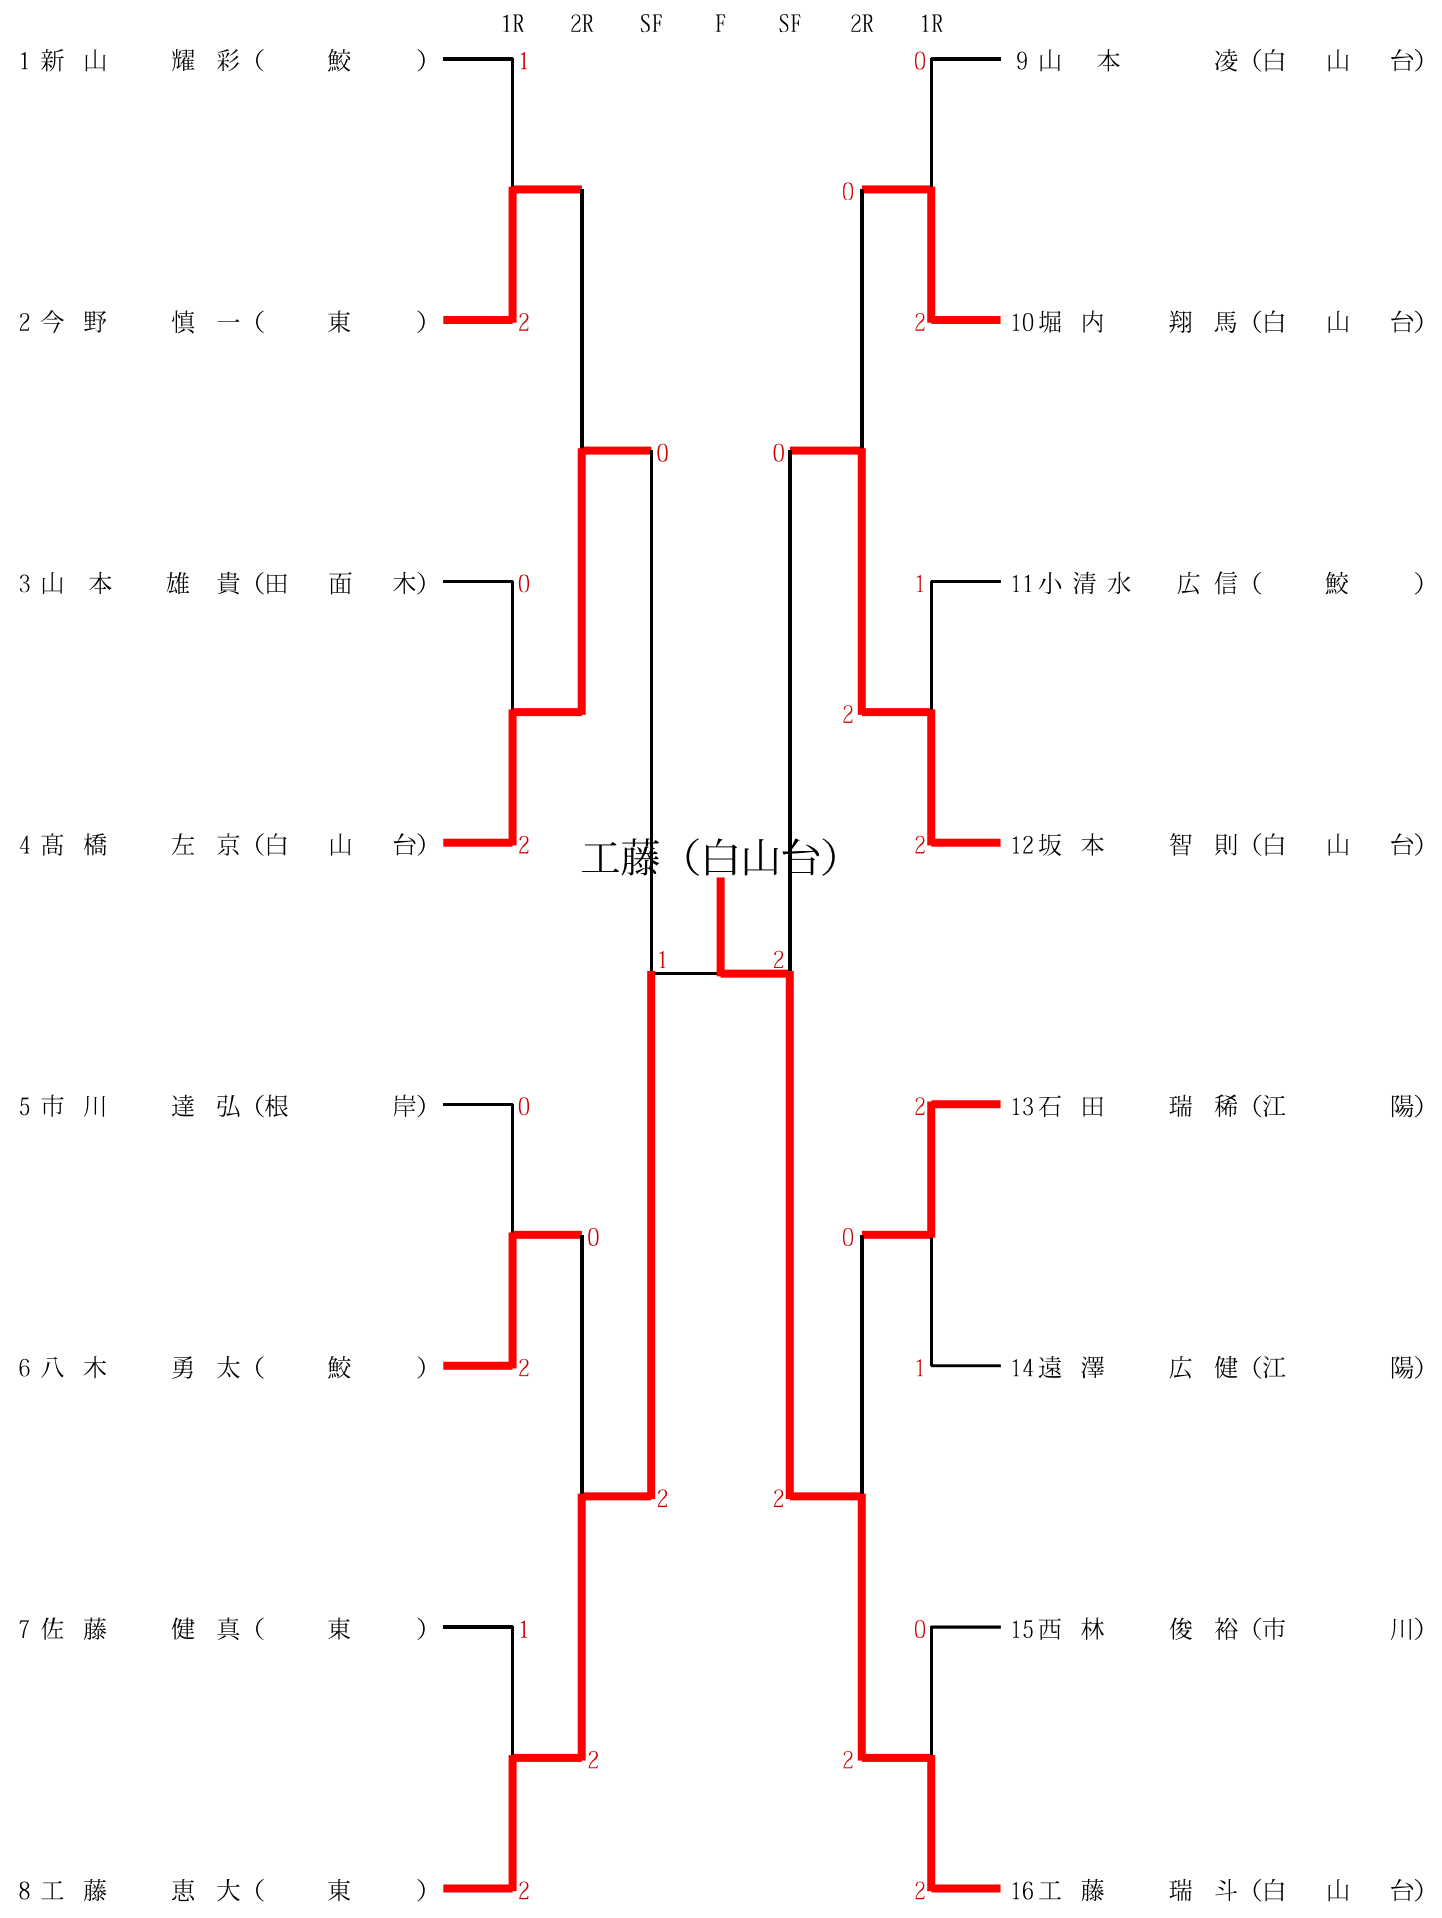 1R 2R SF F SF 2R 1R
1 新山 耀彩 (鮫) 1
0 9 山本 凌 (白山台)
0
2 今野 慎一 (東) 2
2 10 堀内 翔馬 (白山台)
0 0
3 山本 雄貴 (田面木) 0
1 11 小清水 広信 (鮫)
2
4 髙橋 左京 (白山台) 2
2 12 坂本 智則 (白山台)
工藤 (白山台)
1 2
5 市川 達弘 (根岸) 0
2 13 石田 瑞稀 (江陽)
0 0
6 八木 勇太 (鮫) 2
1 14 遠澤 広健 (江陽)
2 2
7 佐藤 健真 (東) 1
0 15 西林 俊裕 (市川)
2 2
8 工藤 恵大 (東) 2
2 16 工藤 瑞斗 (白山台)